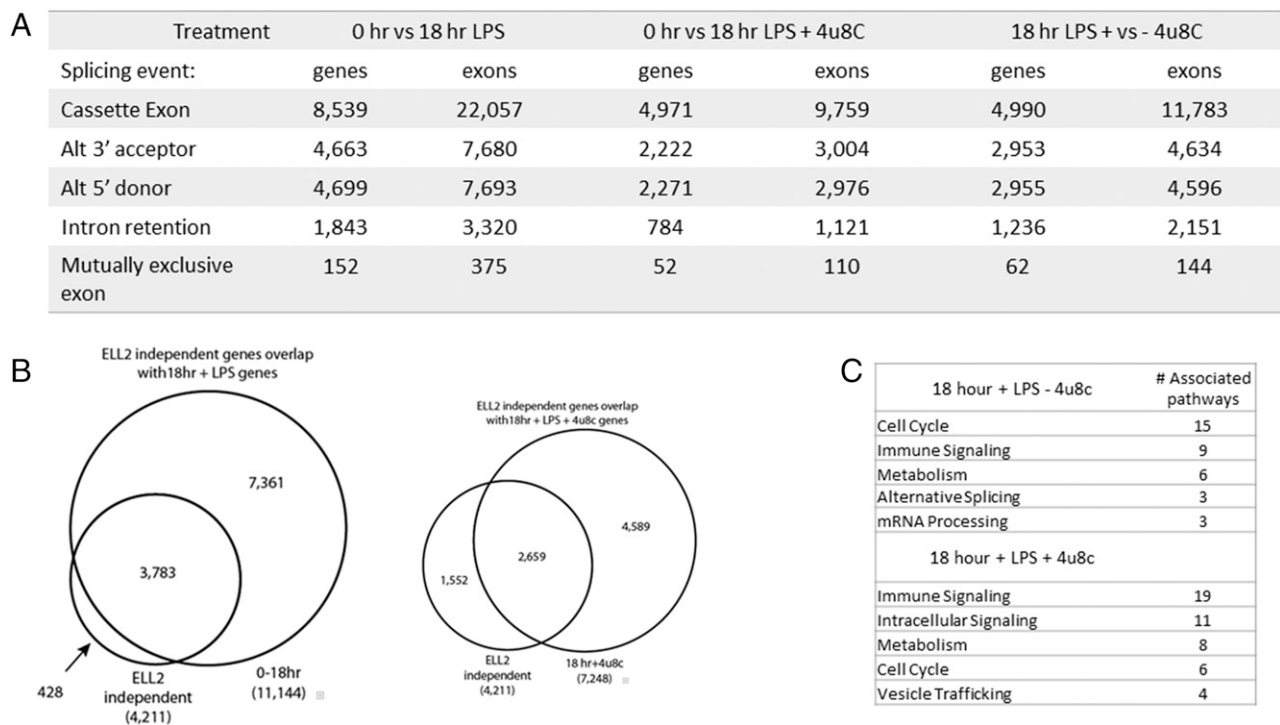 A
Treatment 0 hr vs 18 hr LPS 0 hr vs 18 hr LPS + 4u8C 18 hr LPS + vs - 4u8C
Splicing event: genes exons genes exons genes exons
Cassette Exon 8,539 22,057 4,971 9,759 4,990 11,783
Alt 3’ acceptor 4,663 7,680 2,222 3,004 2,953 4,634
Alt 5’ donor 4,699 7,693 2,271 2,976 2,955 4,596
Intron retention 1,843 3,320 784 1,121 1,236 2,151
Mutually exclusive 152 375 52 110 62 144
exon
B
ELL2 independent genes overlap
with18hr + LPS genes
7,361
3,783
428
ELL2
independent
(4,211)
0-18hr
(11,144)
ELL2 independent genes overlap
with18hr + LPS + 4u8c genes
4,589
2,659
1,552
ELL2
independent
(4,211)
18 hr+4u8c
(7,248)
C
18 hour + LPS - 4u8c # Associated
pathways
Cell Cycle 15
Immune Signaling 9
Metabolism 6
Alternative Splicing 3
mRNA Processing 3
18 hour + LPS + 4u8c
Immune Signaling 19
Intracellular Signaling 11
Metabolism 8
Cell Cycle 6
Vesicle Trafficking 4